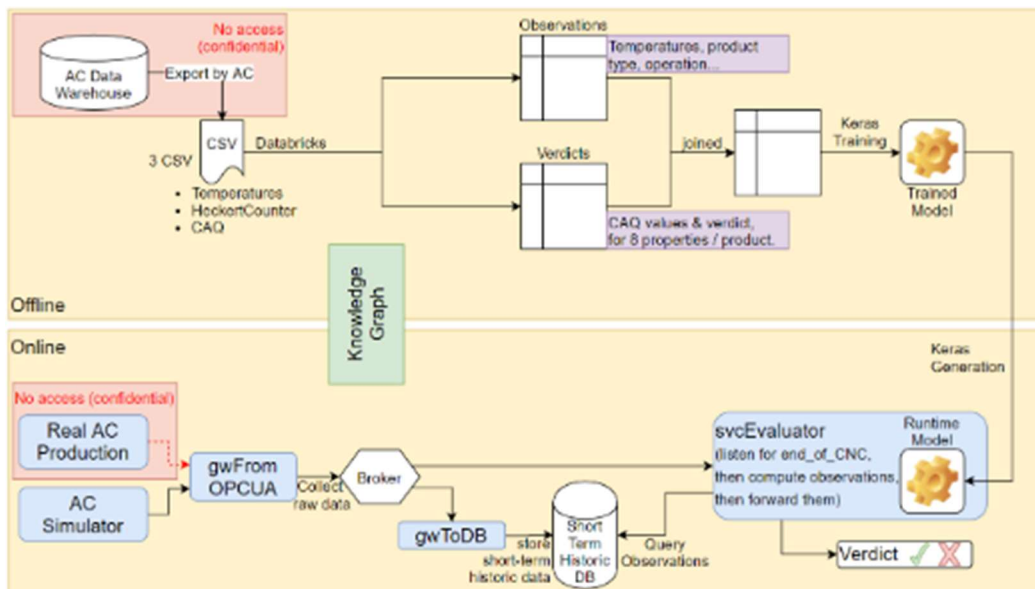 No access
(confidential)
AC Data
Warehouse
Export by AC
CSV
3 CSV
Databricks
• Temperatures
• HeckertCounter
• CAQ
Observations
Temperatures, product
type, operation...
Verdicts
CAQ values & verdict,
for 8 properties / product.
joined
Keras
Training
Trained
Model
Offline
Knowledge
Graph
Online
Keras
Generation
No access (confidential)
Real AC
Production
AC
Simulator
gwFrom
OPCUA
Collect
raw data
Broker
gwToDB
store
short-term
historic data
Short
Term
Historic
DB
Query
Observations
svcEvaluator
(listen for end_of_CNC,
then compute observations,
then forward them)
Runtime
Model
Verdict